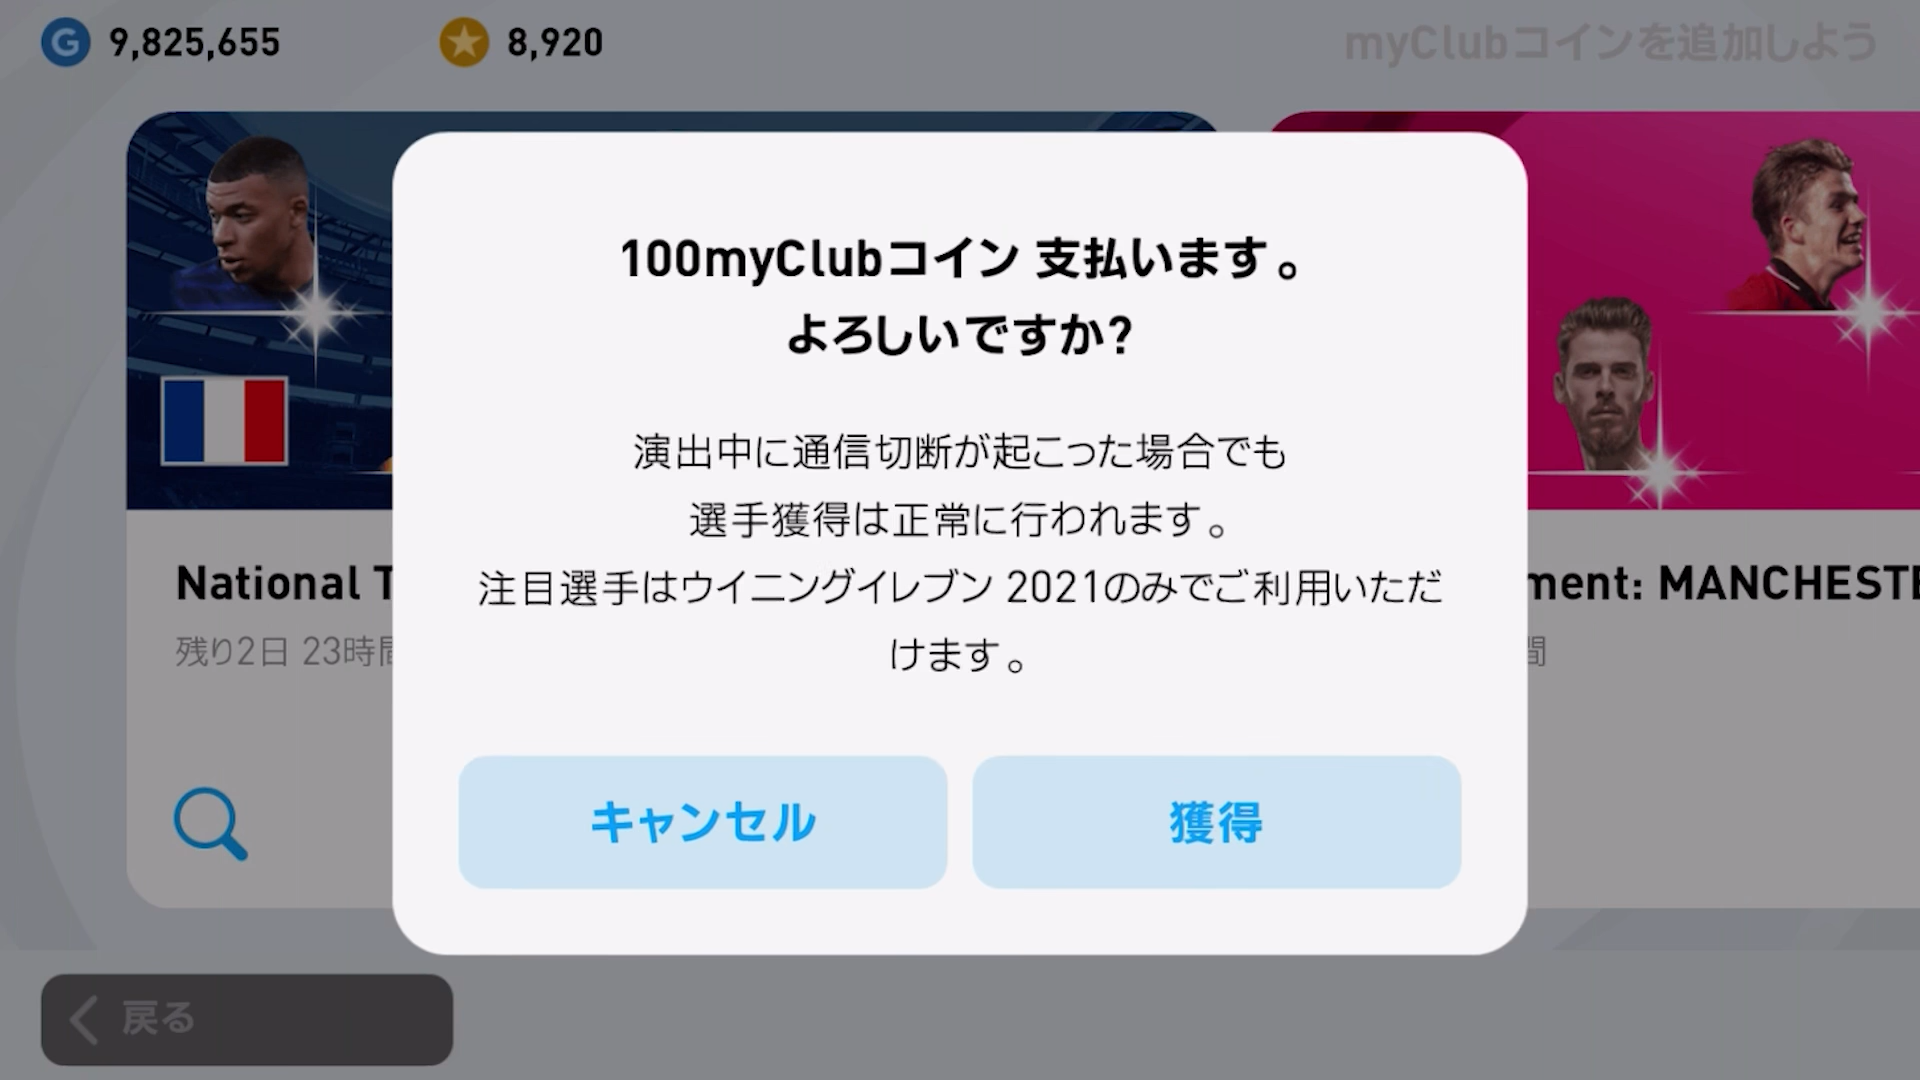 G 9,825,655
8,920
myClubコインを追加しよう
100myClubコイン 支払います。
よろしいですか?
演出中に通信切断が起こった場合でも
選手獲得は正常に行われます。
注目選手はウイニングイレブン 2021のみでご利用いただ
けます。
キャンセル
獲得
National T
残り2日 23時間
ment: MANCHESTE
間
戻る